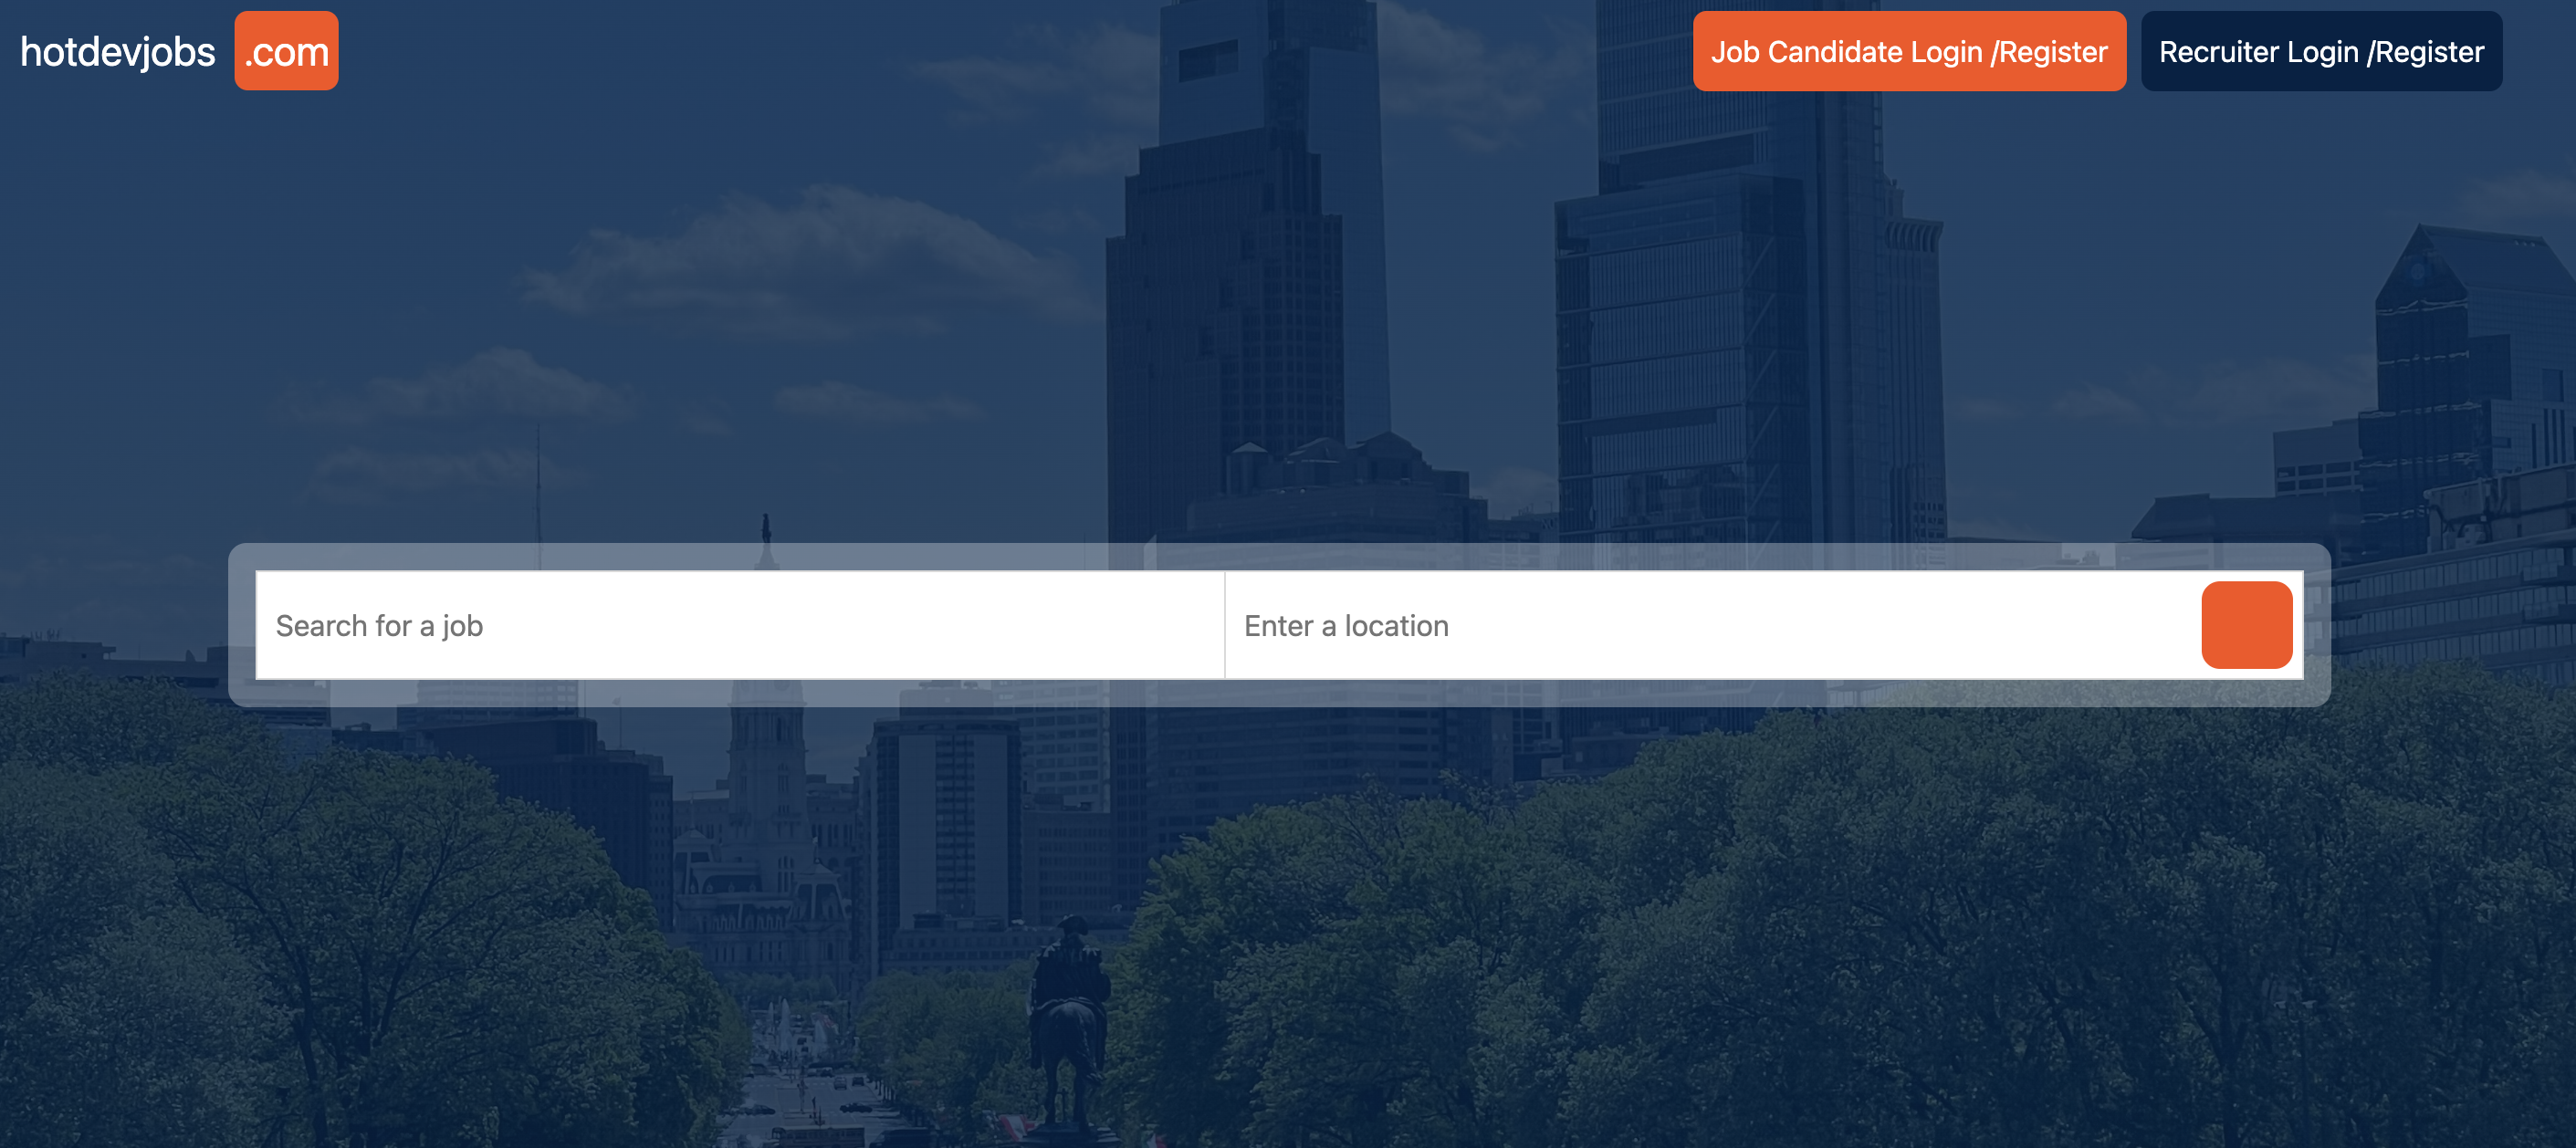 hotdevjobs .com
Job Candidate Login /Register
Recruiter Login /Register
Search for a job
Enter a location